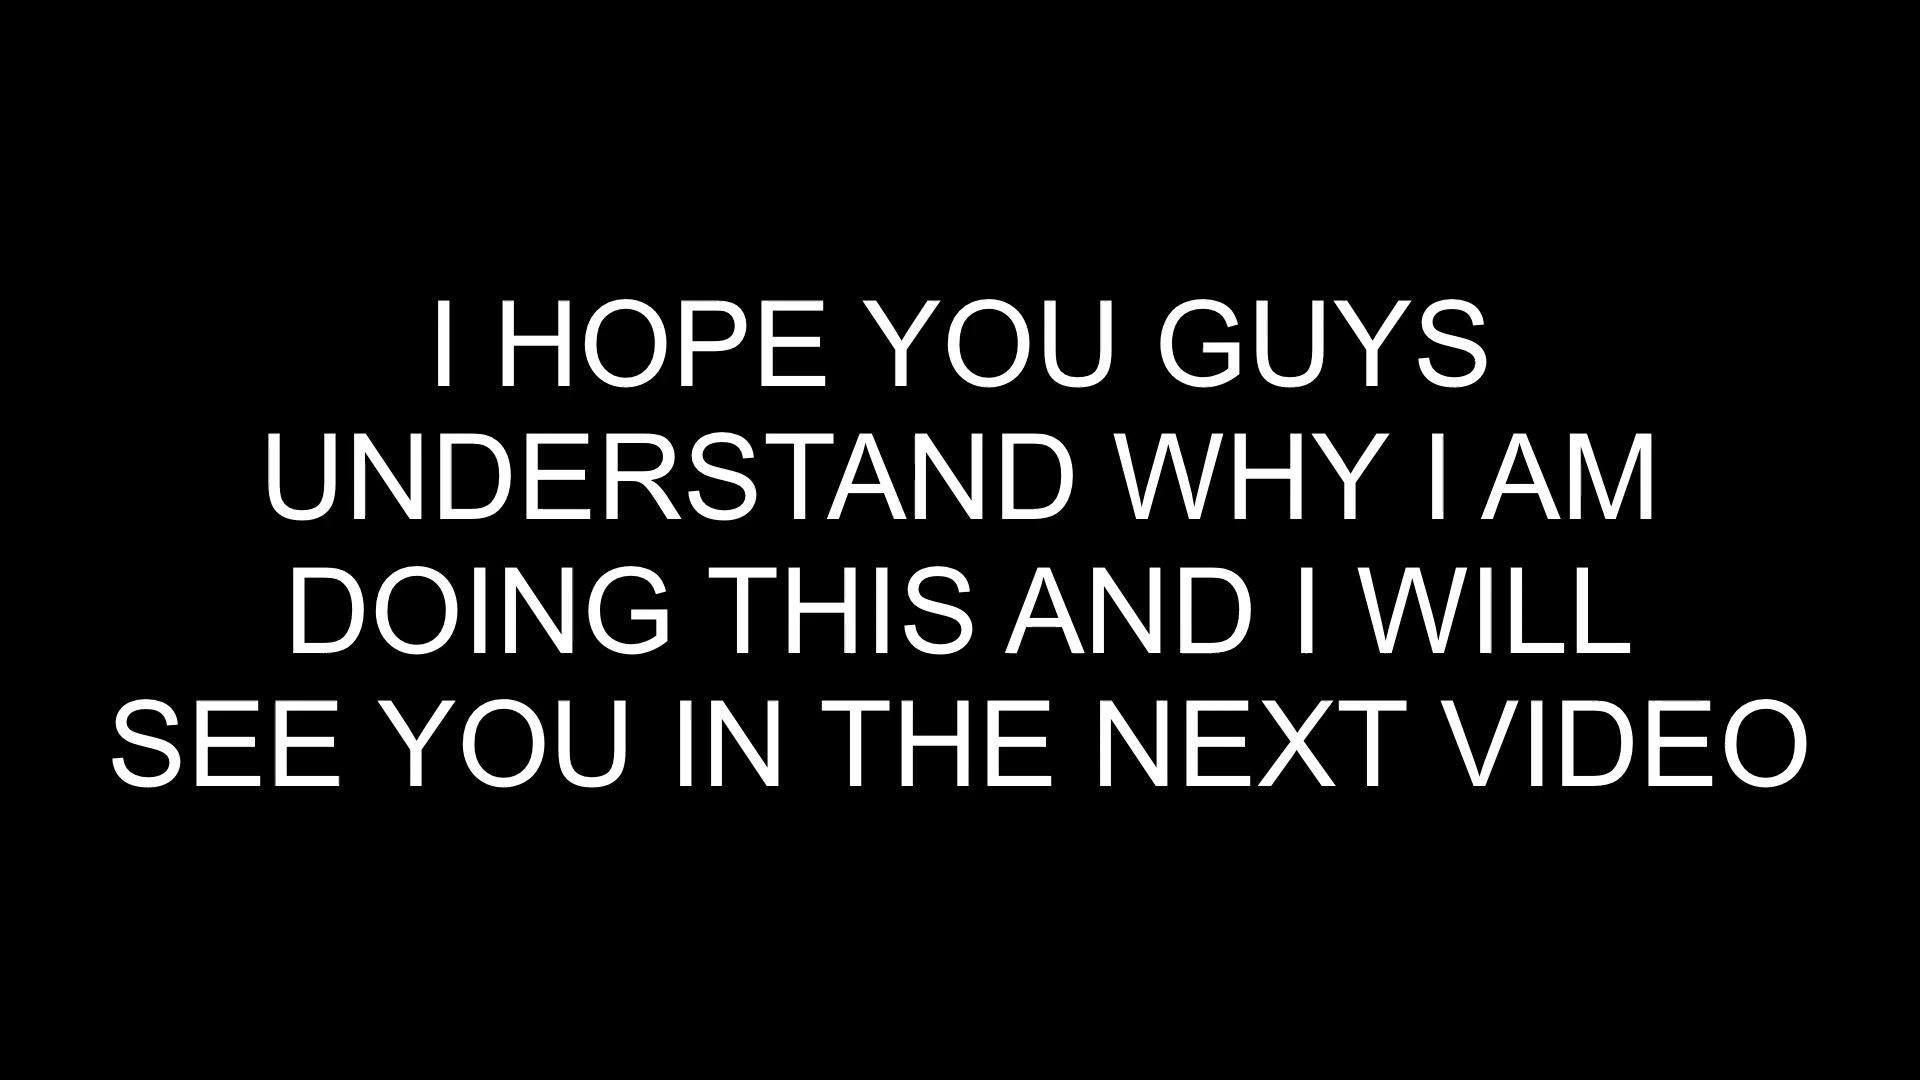 I HOPE YOU GUYS
UNDERSTAND WHY I AM
DOING THIS AND I WILL
SEE YOU IN THE NEXT VIDEO